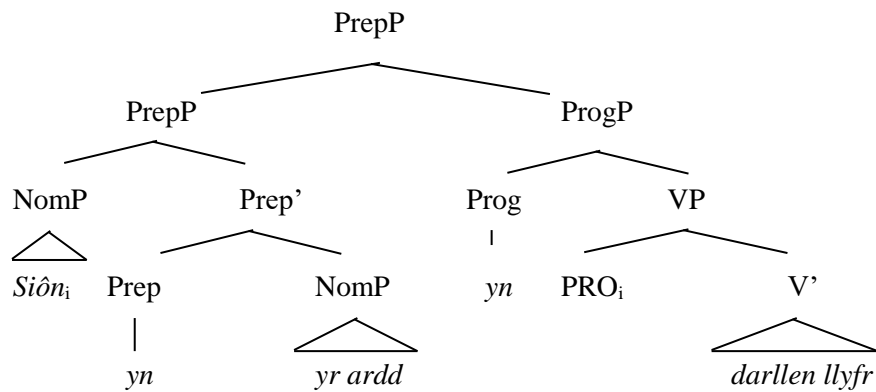 PrepP
PrepP ProgP
NomP Prep’ Prog VP
Siôni Prep NomP yn PROi V’
yn yr ardd darllen llyfr